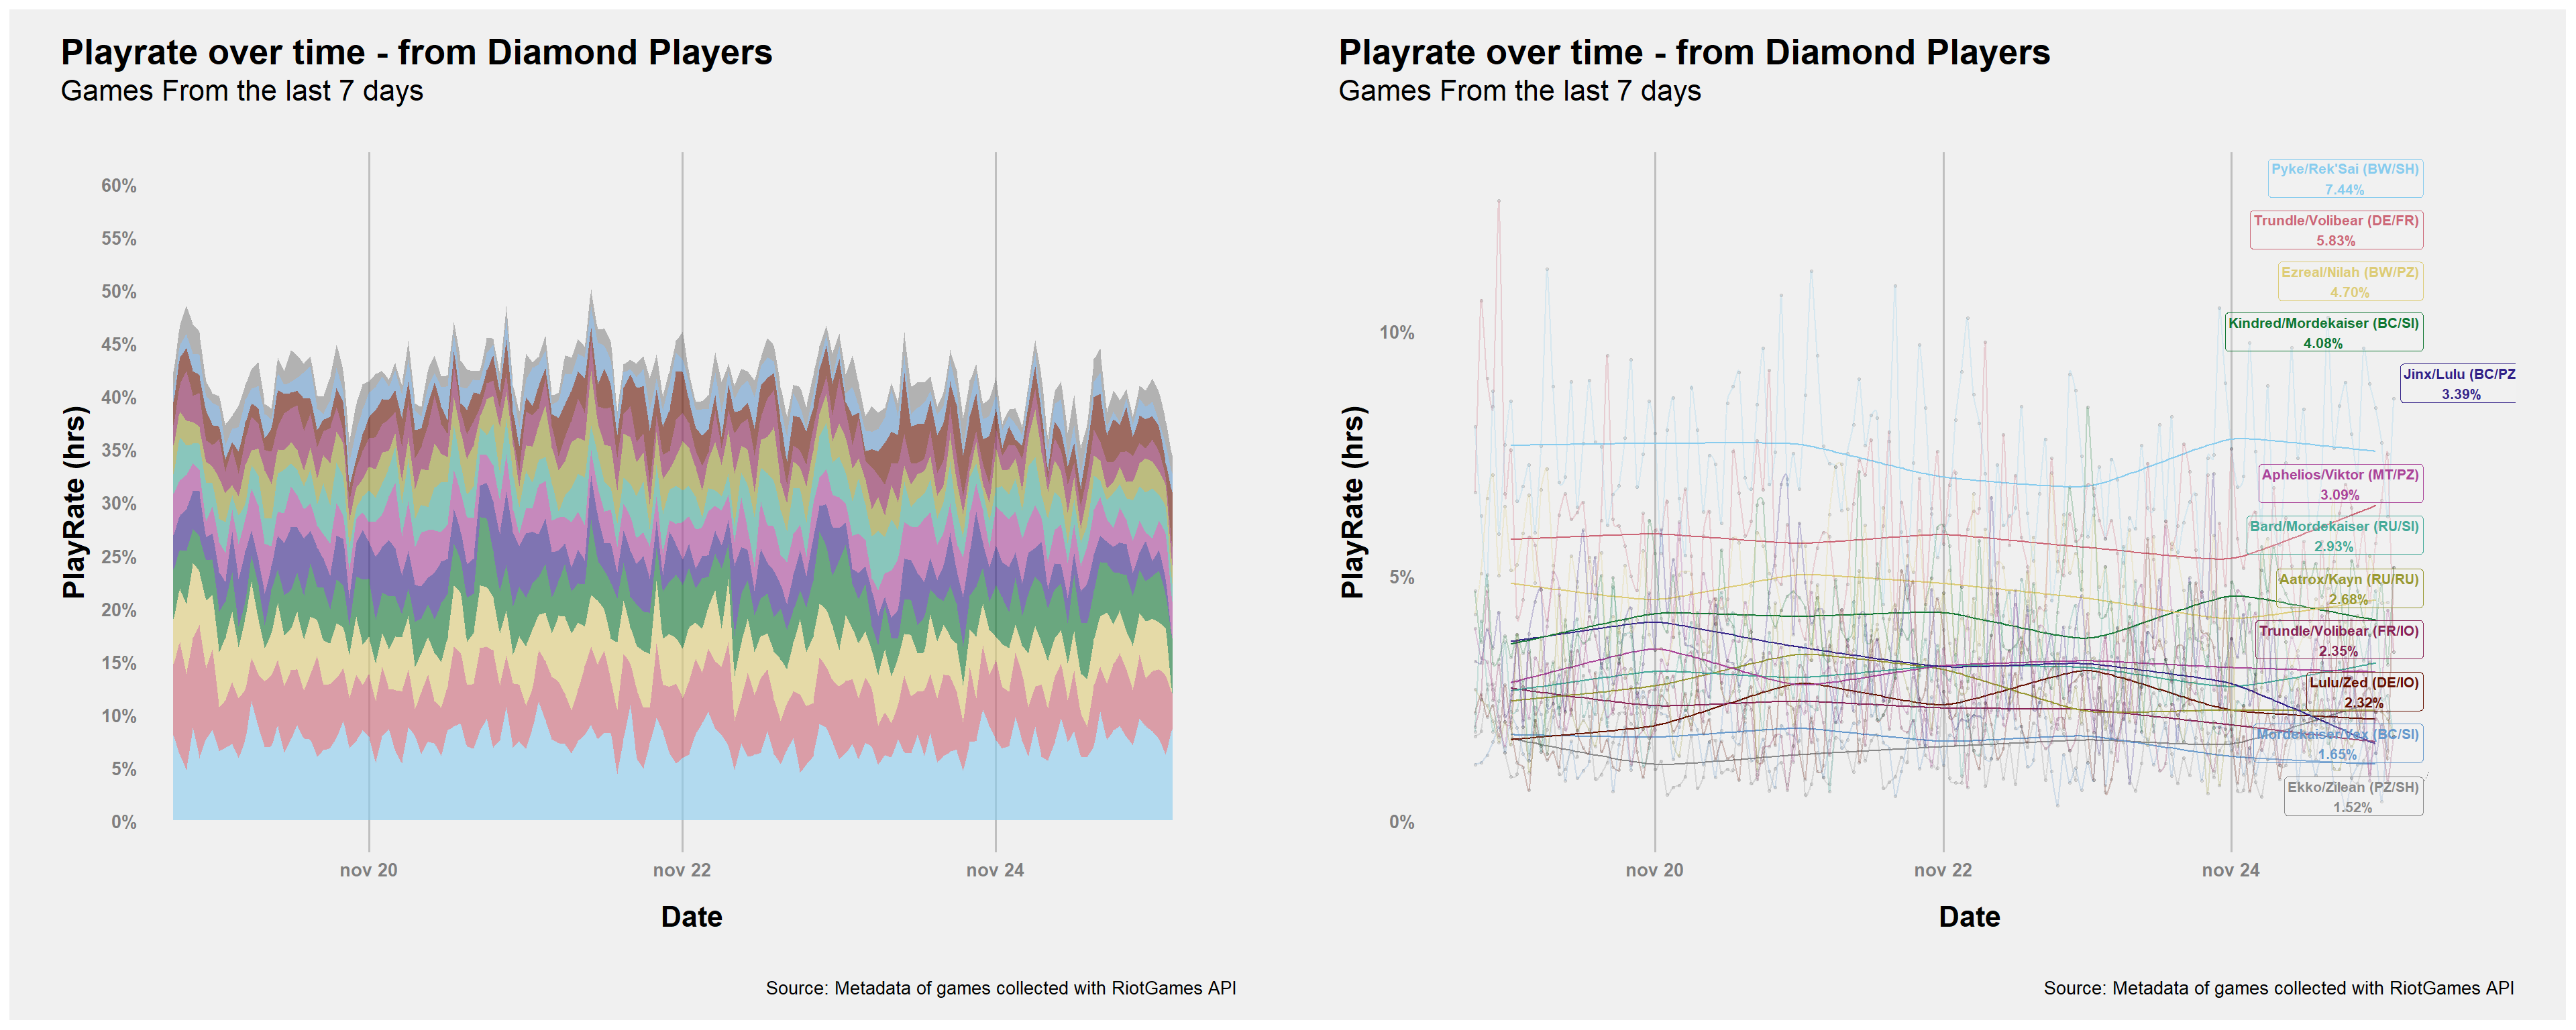 Playrate over time - from Diamond Players
Games From the last 7 days
60%
55%
50%
45%
40%
35%
30%
25%
20%
15%
10%
5%
0%
PlayRate (hrs)
nov 20
nov 22
nov 24
Date
Source: Metadata of games collected with RiotGames API
Playrate over time - from Diamond Players
Games From the last 7 days
10%
5%
0%
PlayRate (hrs)
Pyke/Rek'Sai (BW/SH)
7.44%
Trundle/Volibear (DE/FR)
5.83%
Ezreal/Nilah (BW/PZ)
4.70%
Kindred/Mordekaiser (BC/SI)
4.08%
Jinx/Lulu (BC/PZ
3.39%
Aphelios/Viktor (MT/PZ)
3.09%
Bard/Mordekaiser (RU/SI)
2.93%
Aatrox/Kayn (RU/RU)
2.68%
Trundle/Volibear (FR/IO)
2.35%
Lulu/Zed (DE/IO)
2.32%
Mordekaiser/Vex (BC/SI)
1.65%
Ekko/Zilean (PZ/SH)
1.52%
nov 20
nov 22
nov 24
Date
Source: Metadata of games collected with RiotGames API